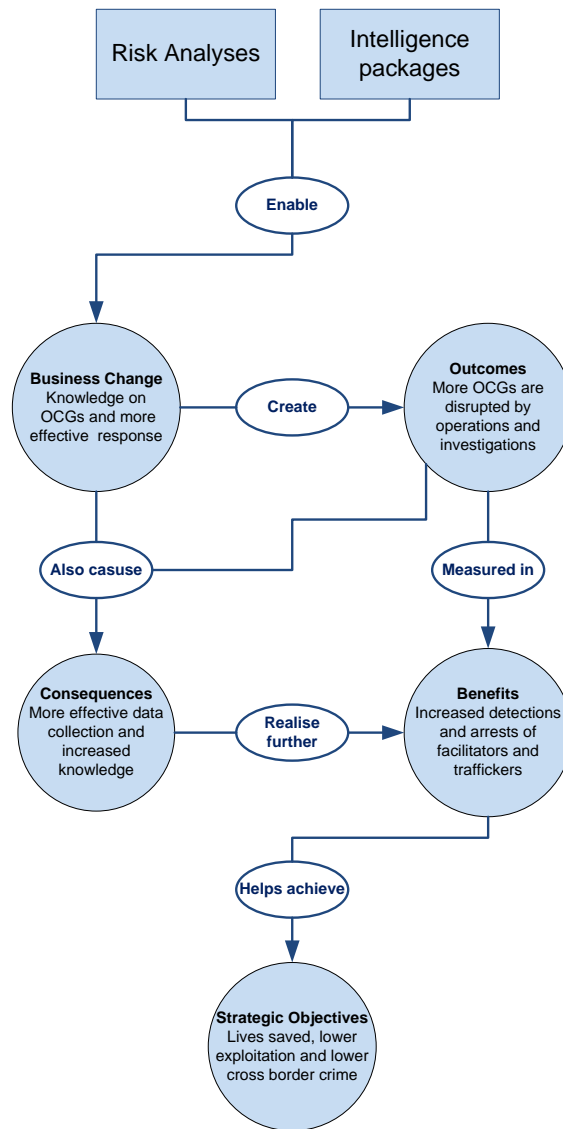 Risk Analyses
Intelligence
packages
Enable
Business Change
Knowledge on
OCGs and more
effective response
Create
Outcomes
More OCGs are
disrupted by
operations and
investigations
Also casuse
Measured in
Consequences
More effective data
collection and
increased
knowledge
Realise
further
Benefits
Increased detections
and arrests of
facilitators and
traffickers
Helps achieve
Strategic Objectives
Lives saved, lower
exploitation and lower
cross border crime